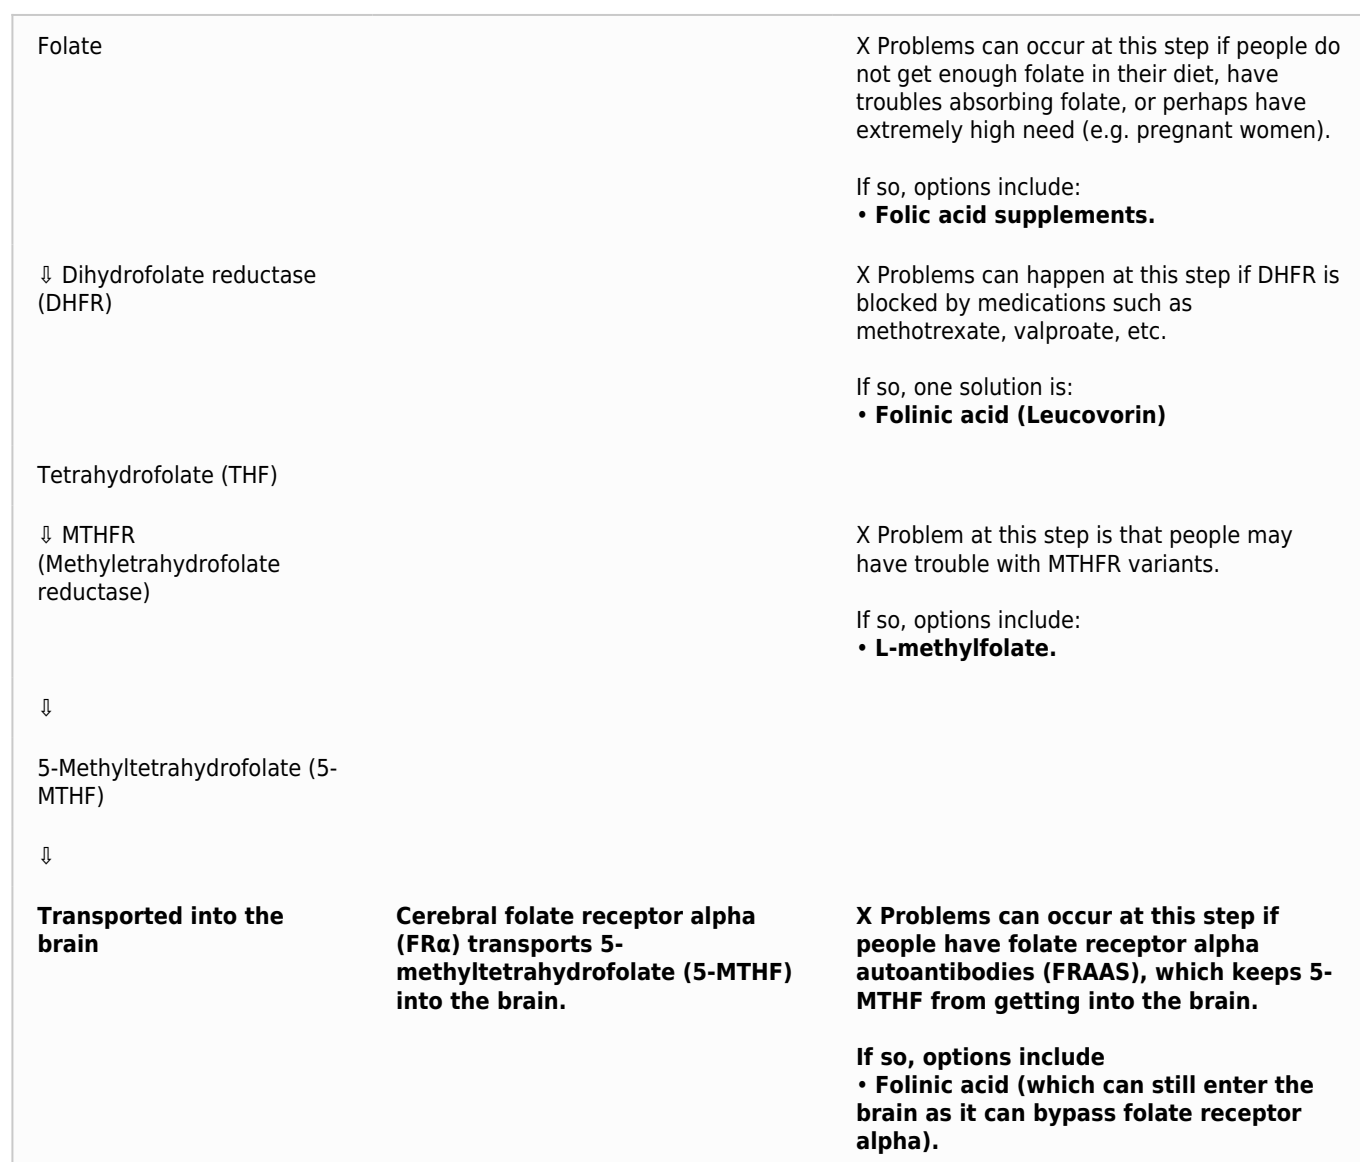 Folate
X Problems can occur at this step if people do
not get enough folate in their diet, have
troubles absorbing folate, or perhaps have
extremely high need (e.g. pregnant women).
If so, options include:
• Folic acid supplements.
⇩ Dihydrofolate reductase
(DHFR)
X Problems can happen at this step if DHFR is
blocked by medications such as
methotrexate, valproate, etc.
If so, one solution is:
• Folinic acid (Leucovorin)
Tetrahydrofolate (THF)
⇩ MTHFR
(Methyletrahydrofolate
reductase)
X Problem at this step is that people may
have trouble with MTHFR variants.
If so, options include:
• L-methylfolate.
⇩
5-Methyltetrahydrofolate (5-
MTHF)
⇩
Transported into the
brain
Cerebral folate receptor alpha
(FRα) transports 5-
methyltetrahydrofolate (5-MTHF)
into the brain.
X Problems can occur at this step if
people have folate receptor alpha
autoantibodies (FRAAS), which keeps 5-
MTHF from getting into the brain.
If so, options include
• Folinic acid (which can still enter the
brain as it can bypass folate receptor
alpha).